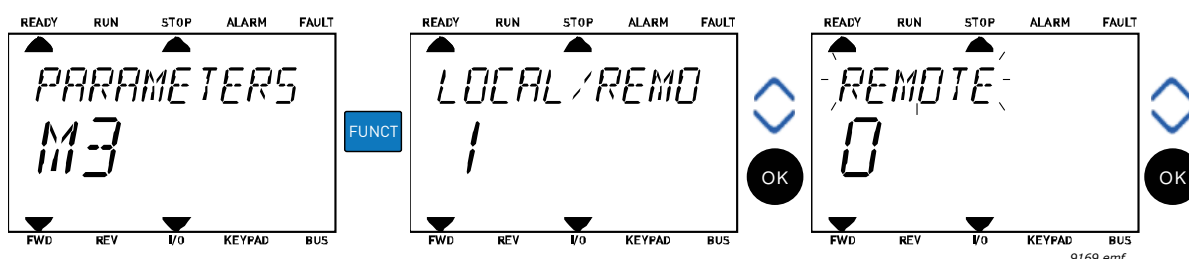 READY RUN STOP ALARM FAULT
PARAMETERS
M3
FWD REV I/O KEYPAD BUS
FUNCT
READY RUN STOP ALARM FAULT
LOCAL/REMO
1
FWD REV I/O KEYPAD BUS
OK
READY RUN STOP ALARM FAULT
REMOTE
0
FWD REV I/O KEYPAD BUS
OK
9169.emf